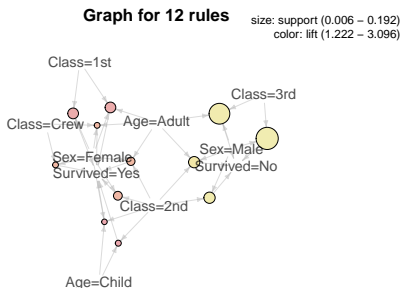 Graph for 12 rules
size: support (0.006 − 0.192)
color: lift (1.222 − 3.096)
Class=1st
Class=3rd
Class=Crew
Age=Adult
Sex=Female
Sex=Male
Survived=Yes
Survived=No
Class=2nd
Age=Child